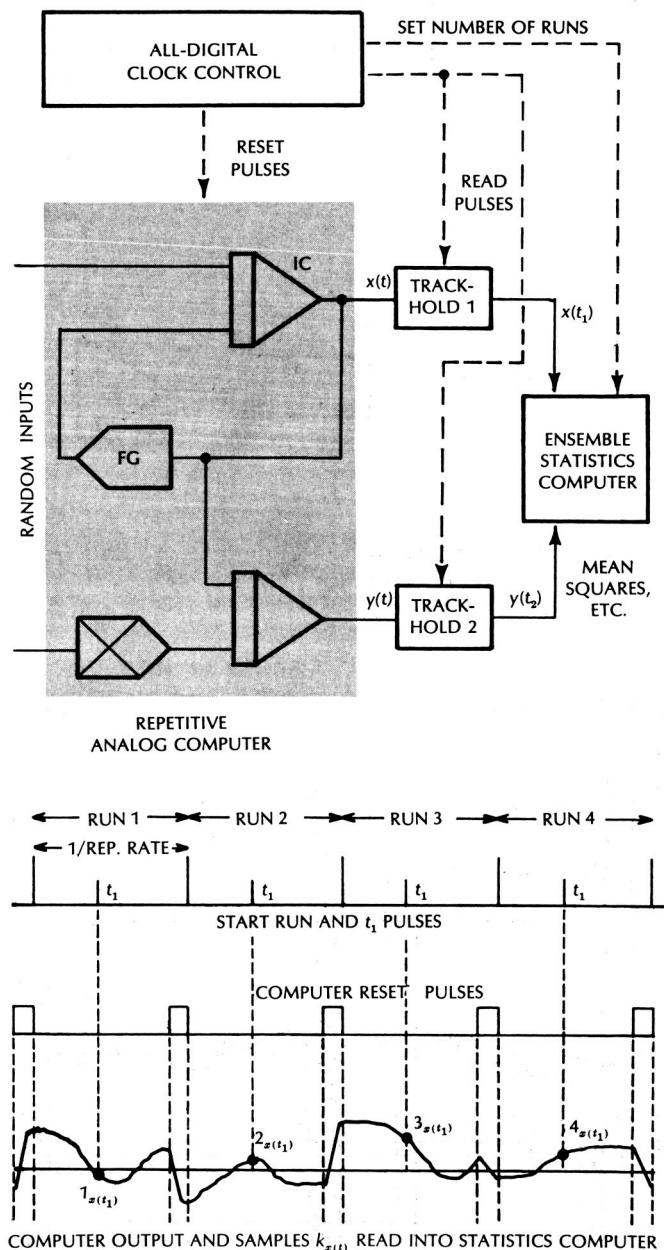 ALL-DIGITAL
CLOCK CONTROL
SET NUMBER OF RUNS
RESET
PULSES
READ
PULSES
IC
x(t)
TRACK-
HOLD 1
x(t₁)
RANDOM INPUTS
FG
ENSEMBLE
STATISTICS
COMPUTER
y(t)
TRACK-
HOLD 2
y(t₂)
MEAN
SQUARES,
ETC.
REPETITIVE
ANALOG COMPUTER
RUN 1
RUN 2
RUN 3
RUN 4
1/REP. RATE
t₁
t₁
t₁
t₁
START RUN AND t₁ PULSES
COMPUTER RESET PULSES
1x(t₁)
2x(t₁)
3x(t₁)
4x(t₁)
COMPUTER OUTPUT AND SAMPLES kx(t) READ INTO STATISTICS COMPUTER